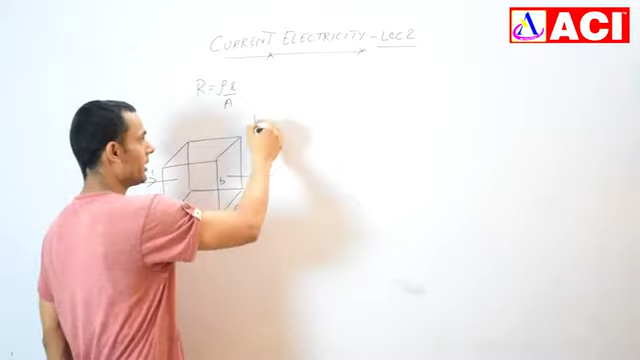 ACI
CURRENT ELECTRICITY - Lec 2
R = ρl
A
b